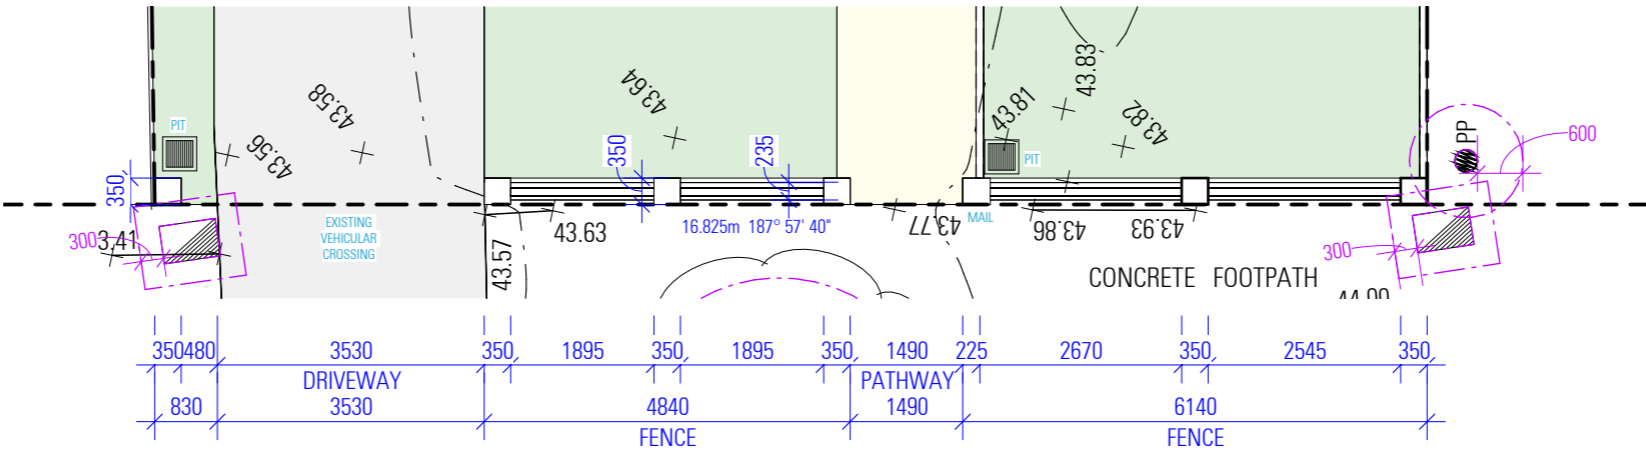 43.58
43.56
PIT
350
43.64
350
235
43.83
43.81
43.82
PIT
PP
600
300
3.41
EXISTING
VEHICULAR
CROSSING
43.57
43.63
16.825m 187° 57' 40"
43.77
MAIL
43.86
43.93
300
CONCRETE FOOTPATH
44.00
350 480 3530 350 1895 350 1895 350 1490 225 2670 350 2545 350
DRIVEWAY PATHWAY
830 3530 4840 1490 6140
FENCE FENCE